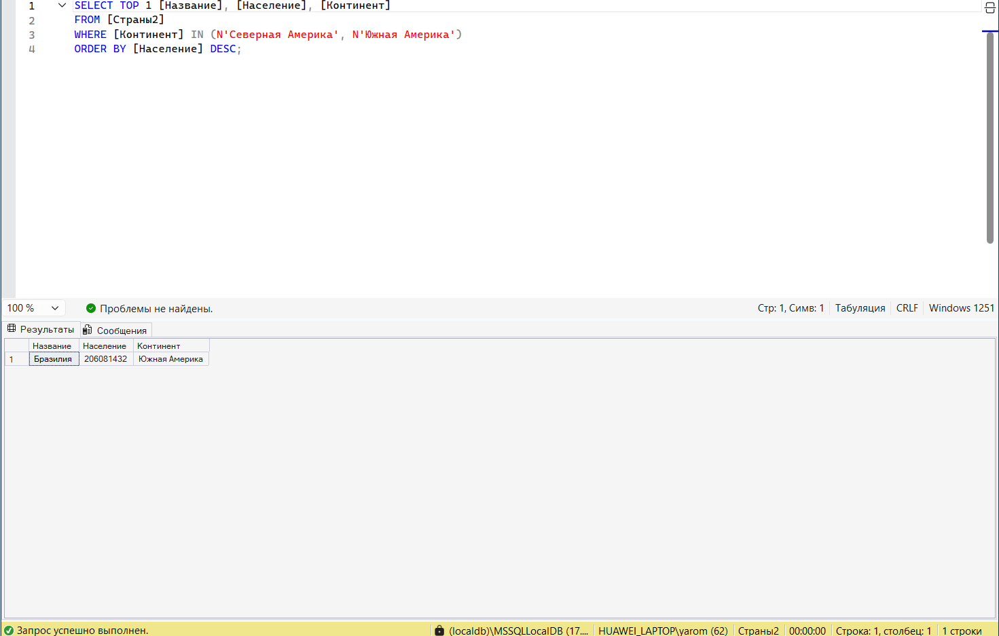 1 SELECT TOP 1 [Название], [Население], [Континент]
2 FROM [Страны2]
3 WHERE [Континент] IN (N'Северная Америка', N'Южная Америка')
4 ORDER BY [Население] DESC;
100 % Проблемы не найдены. Стр: 1, Симв: 1 Табуляция CRLF Windows 1251
Результаты Сообщения
Название Население Континент
1 Бразилия 206081432 Южная Америка
Запрос успешно выполнен. (localdb)\MSSQLLocalDB (17.... HUAWEI_LAPTOP\yarom (62) Страны2 00:00:00 Строка: 1, столбец: 1 1 строки